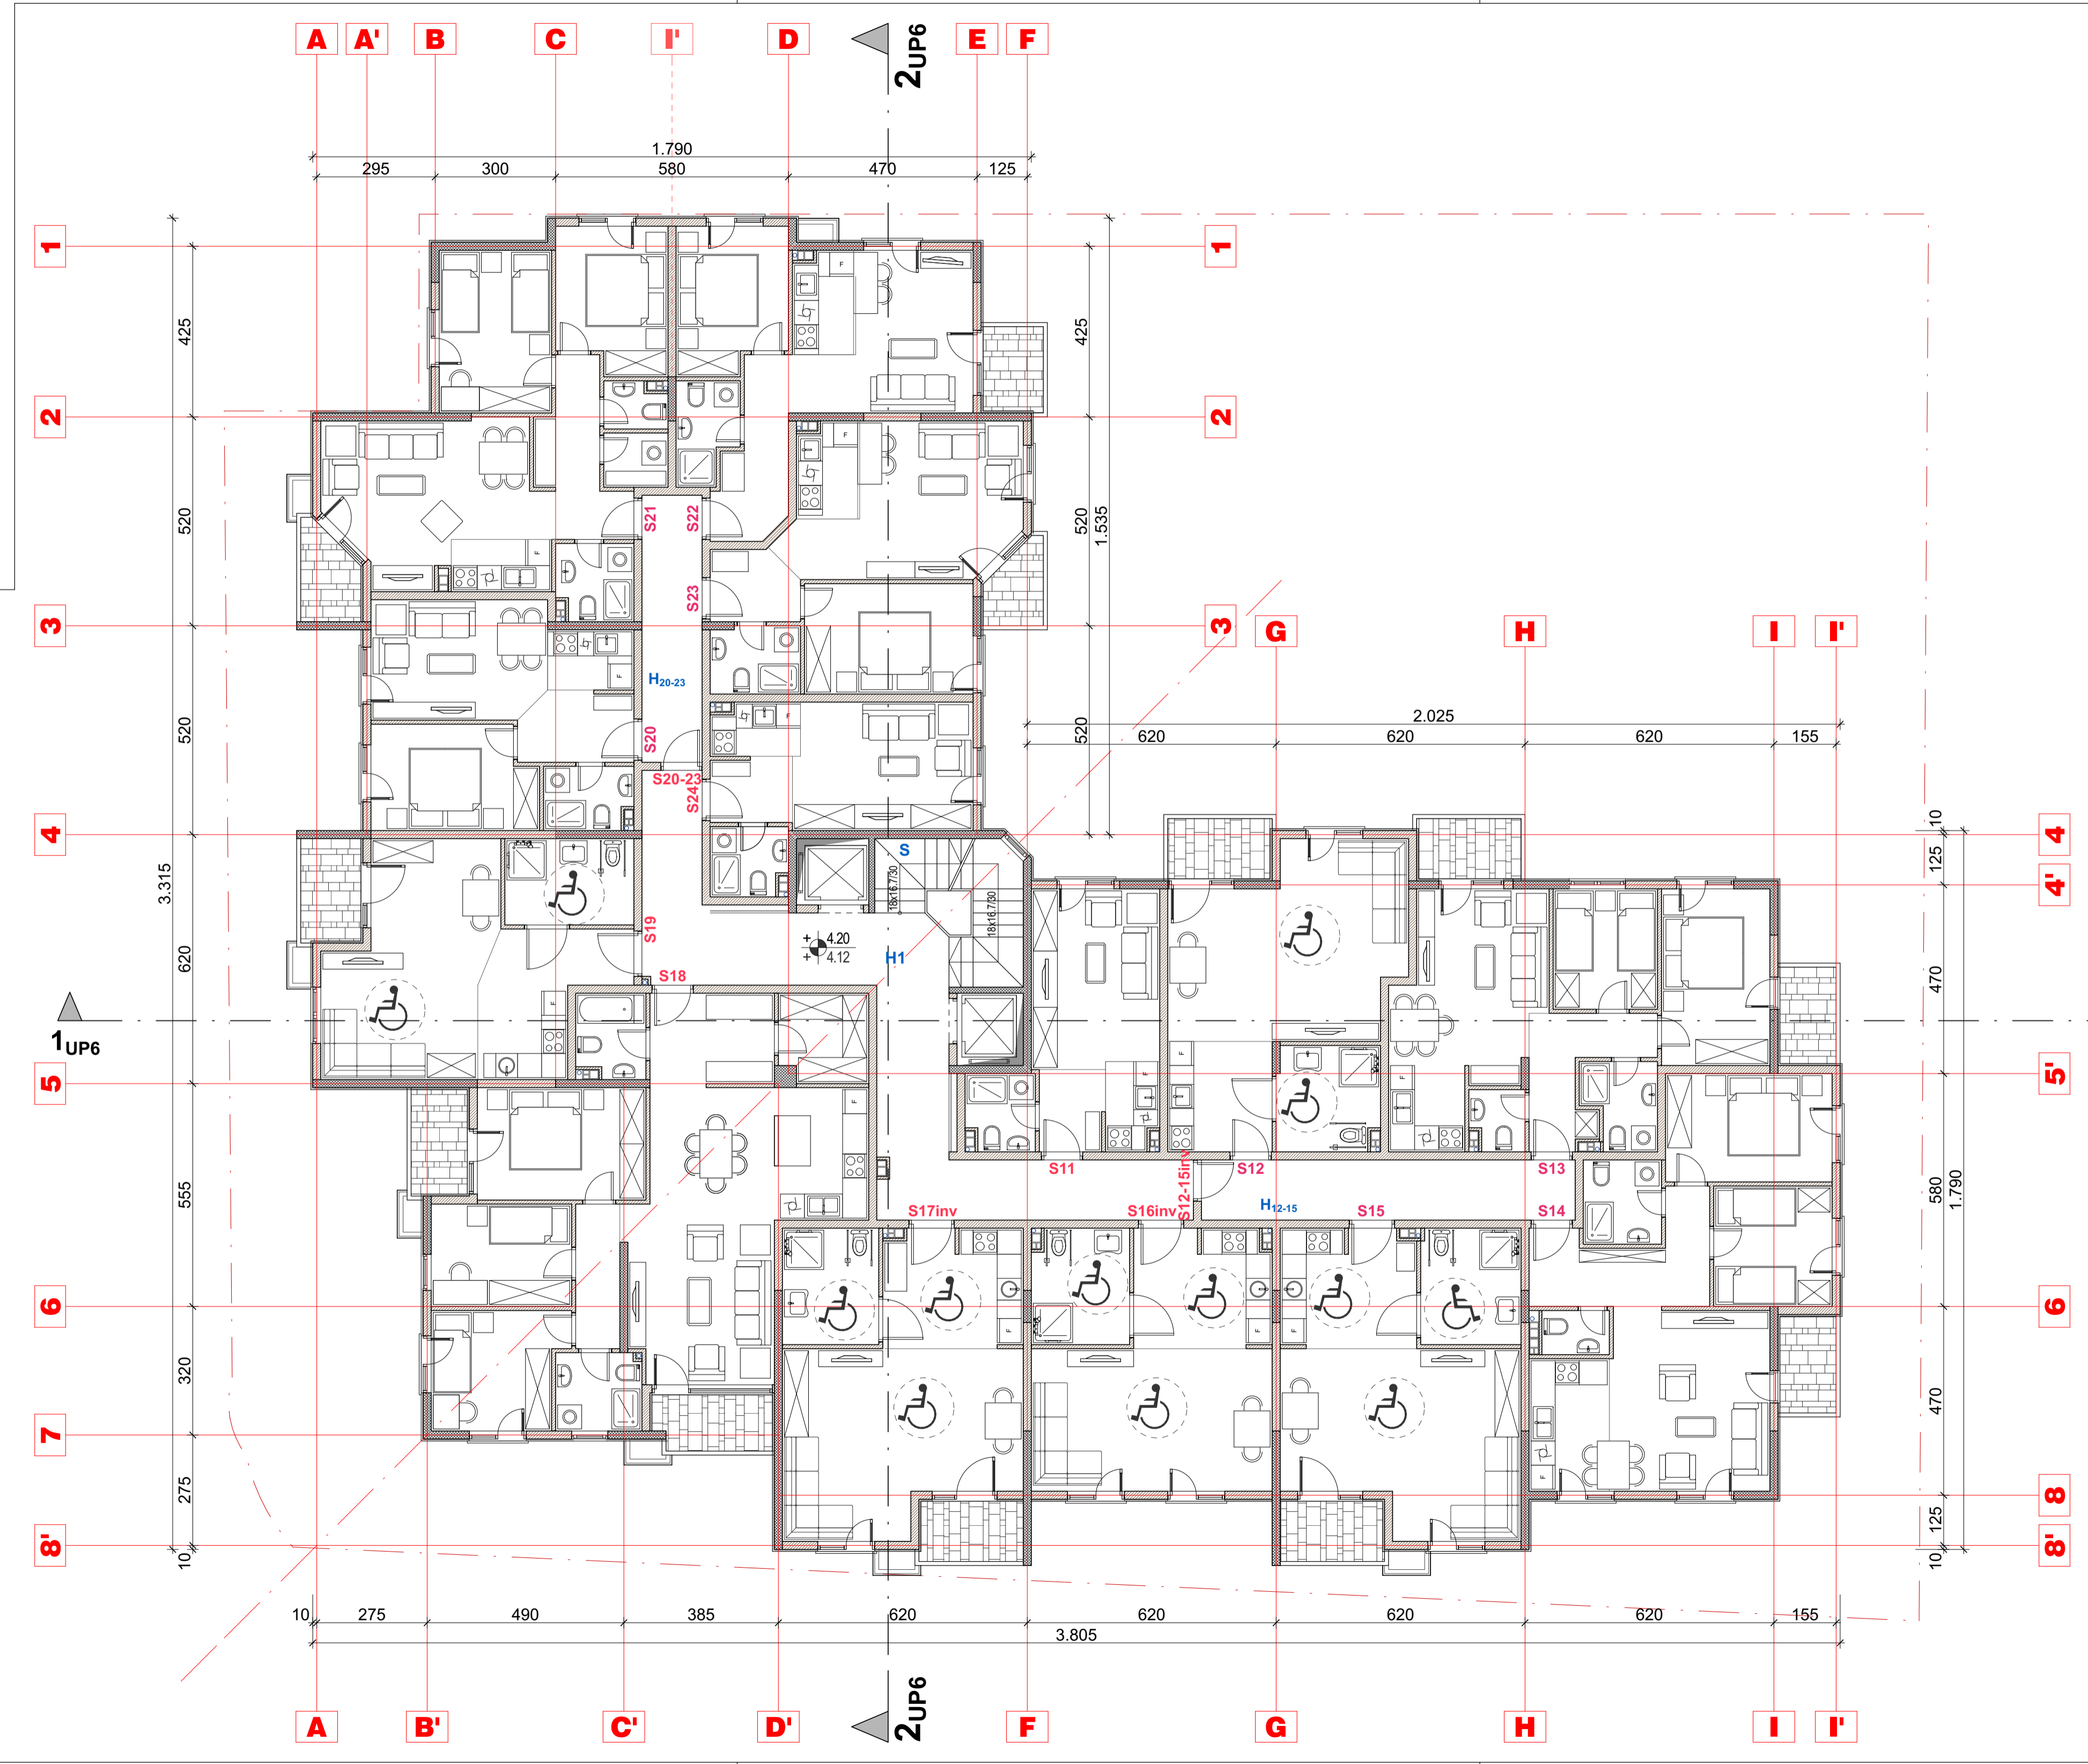 A A' B C I' D 2UP6 E F
1.790
295 300 580 470 125
1 1
425 425
F
2 2
F
520 520 1.535
S21 S22
F
S23
3 3 G H I I'
F
H20-23
2.025
520 S20 F 520 620 620 620 155
S20-23
S24
4 4
10
S 125
18x16.7/30 18x16.7/30
3.315
4' 
S19
+ 4.20
+ 4.12
H1
620 470
S18
F
1UP6
F F F
5 5'
F
S11 S12 S13
S12-15inv
555 580 1.790
H12-15
S17inv S16inv S15 S14
6 6
F F F
320 470
7
F
275
8
125
8' 8'
10 10
10 275 490 385 620 620 620 620 155
3.805
A B' C' D' 2UP6 F G H I I'